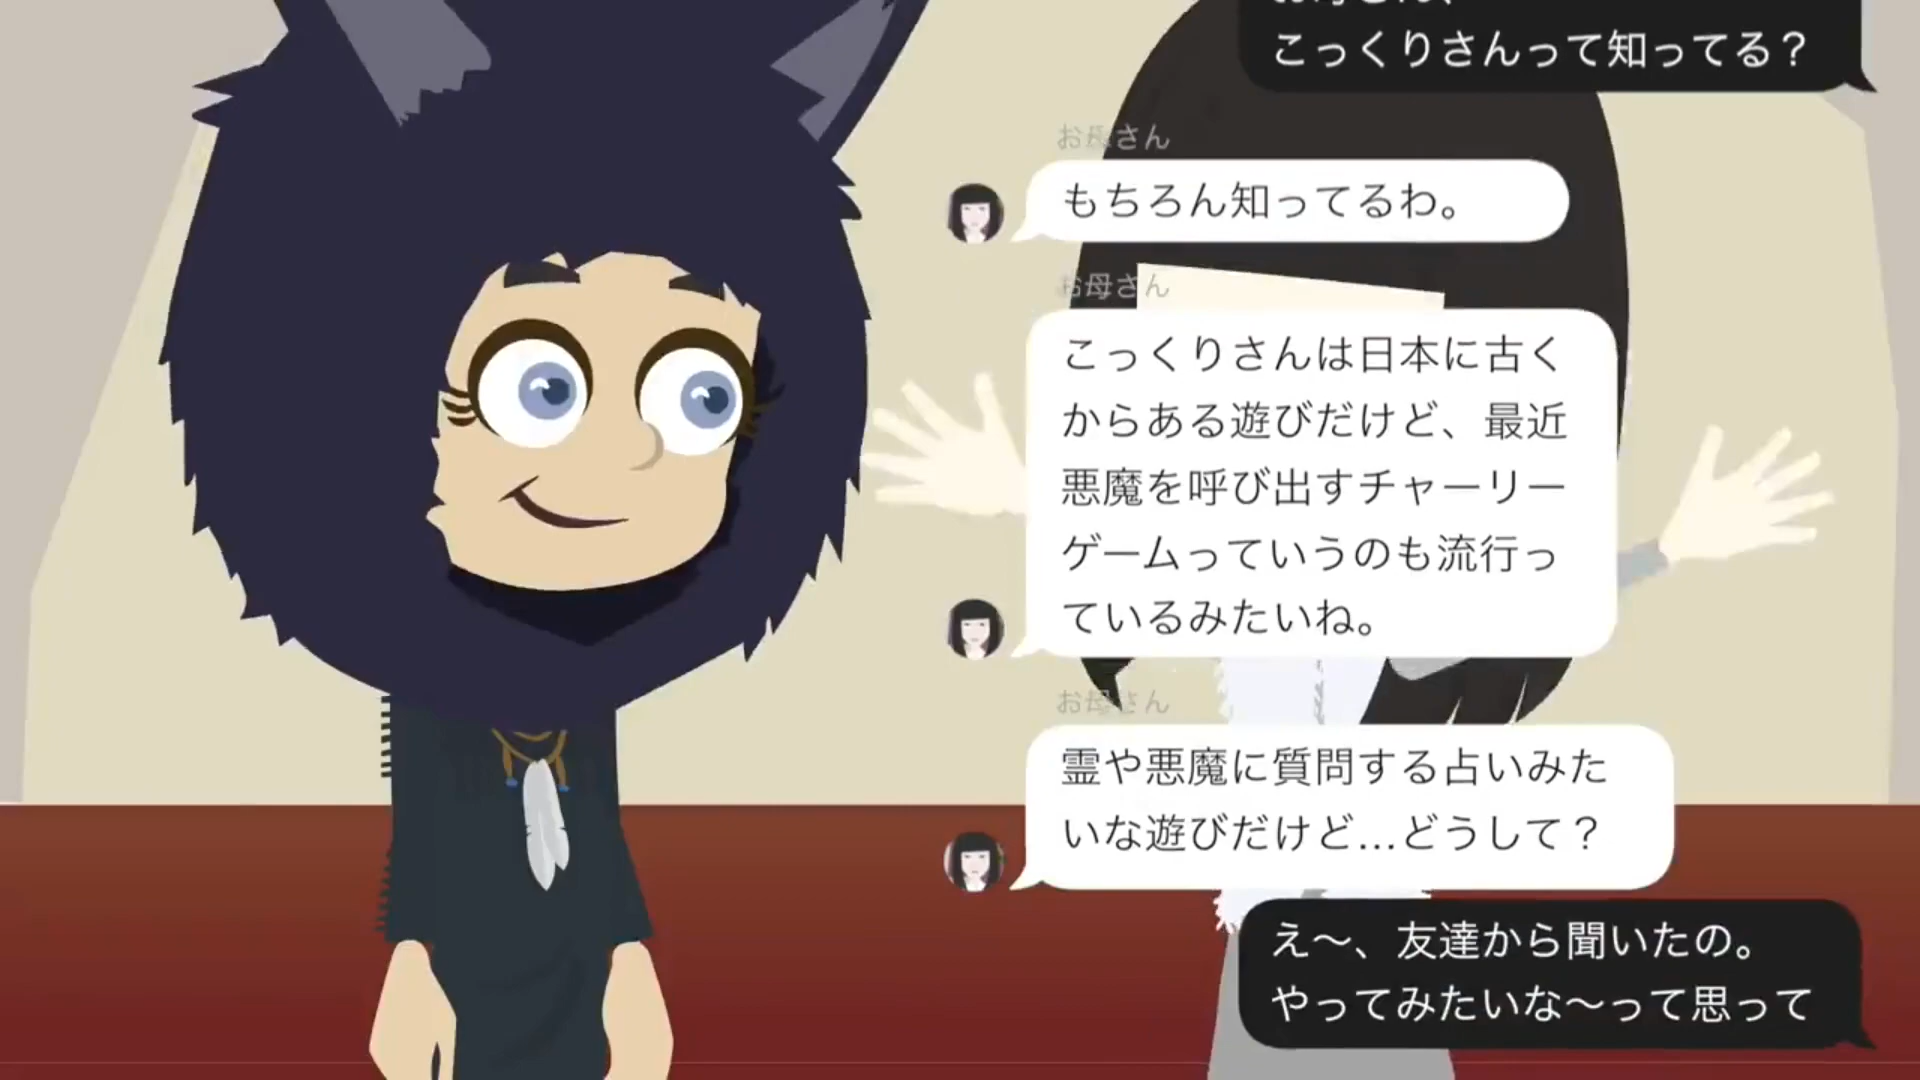 こっくりさんって知ってる？
お母さん
もちろん知ってるわ。
お母さん
こっくりさんは日本に古く
からある遊びだけど、最近
悪魔を呼び出すチャーリー
ゲームっていうのも流行っ
ているみたいね。
お母さん
霊や悪魔に質問する占いみた
いな遊びだけど…どうして？
え〜、友達から聞いたの。
やってみたいな〜って思って